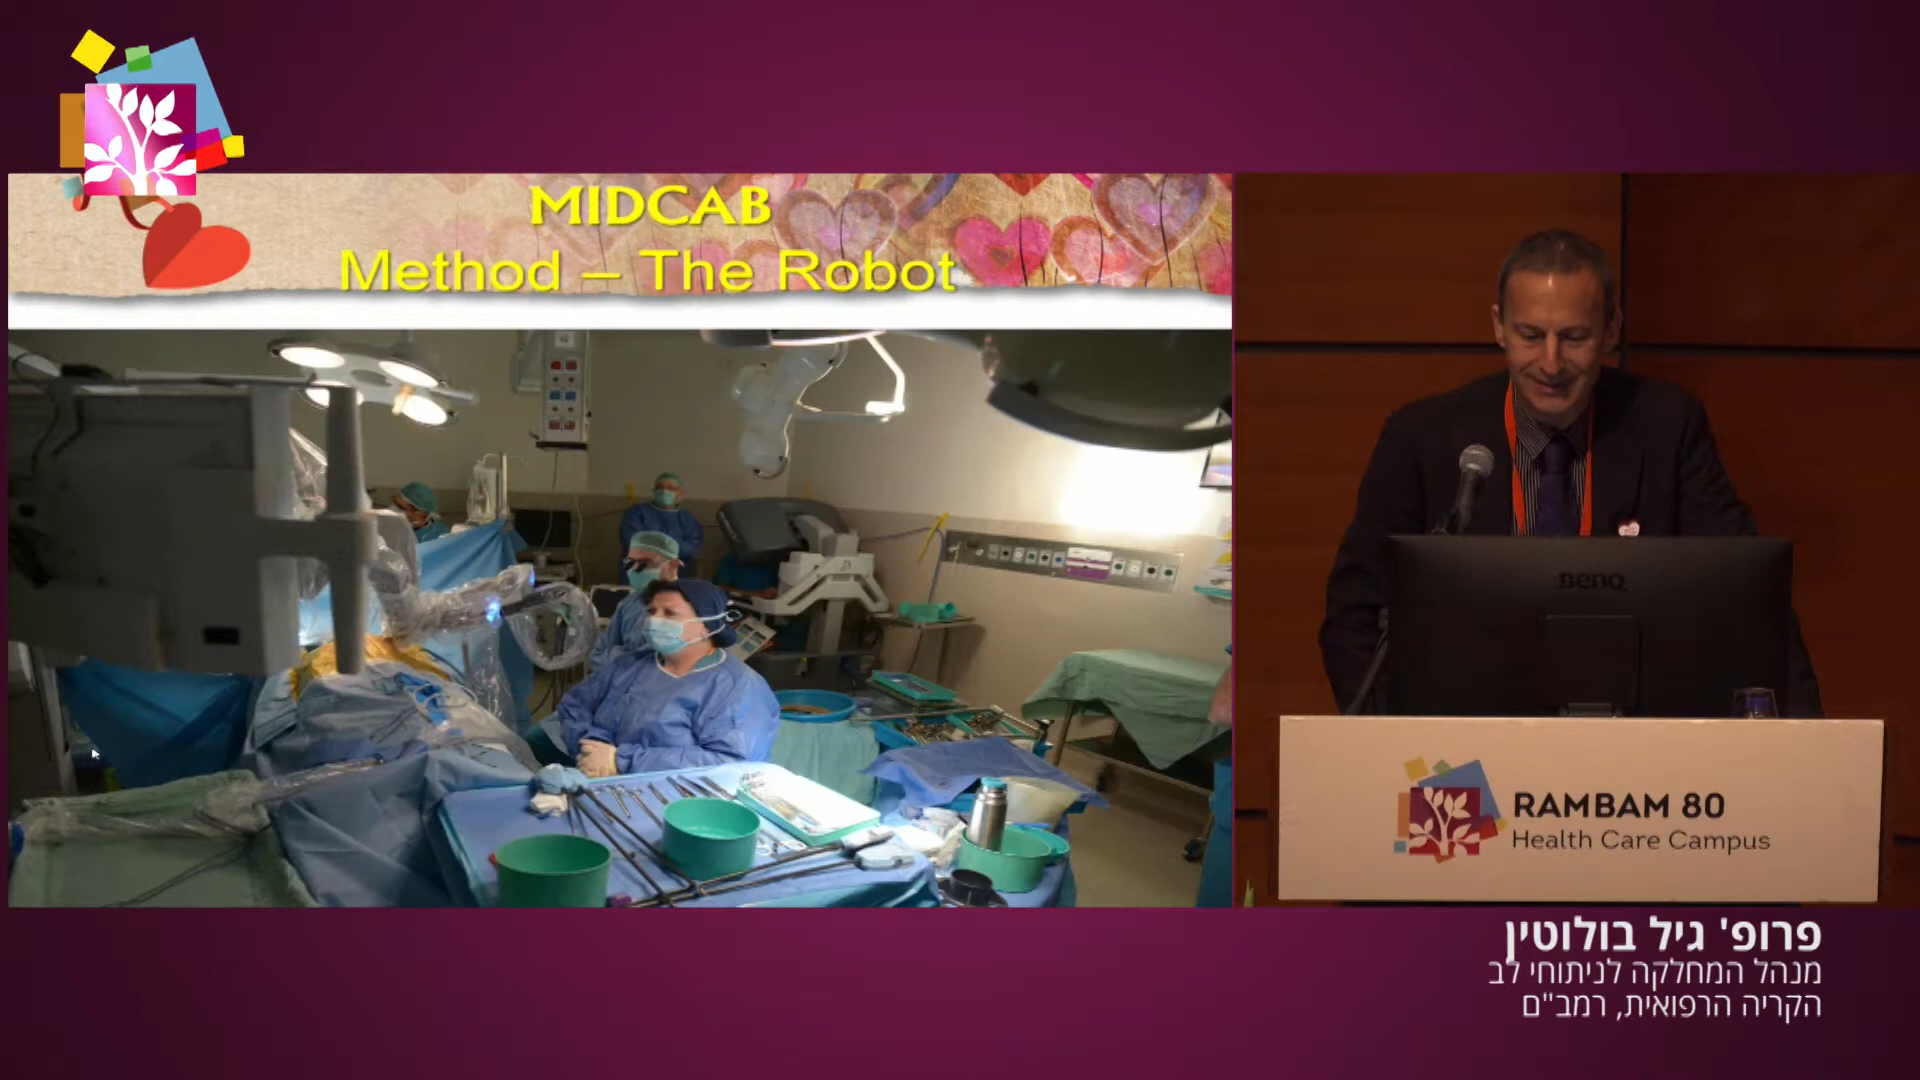 MIDCAB
Method – The Robot
BENQ
RAMBAM 80
Health Care Campus
פרופ' גיל בולוטין
מנהל המחלקה לניתוחי לב
הקריה הרפואית, רמב"ם